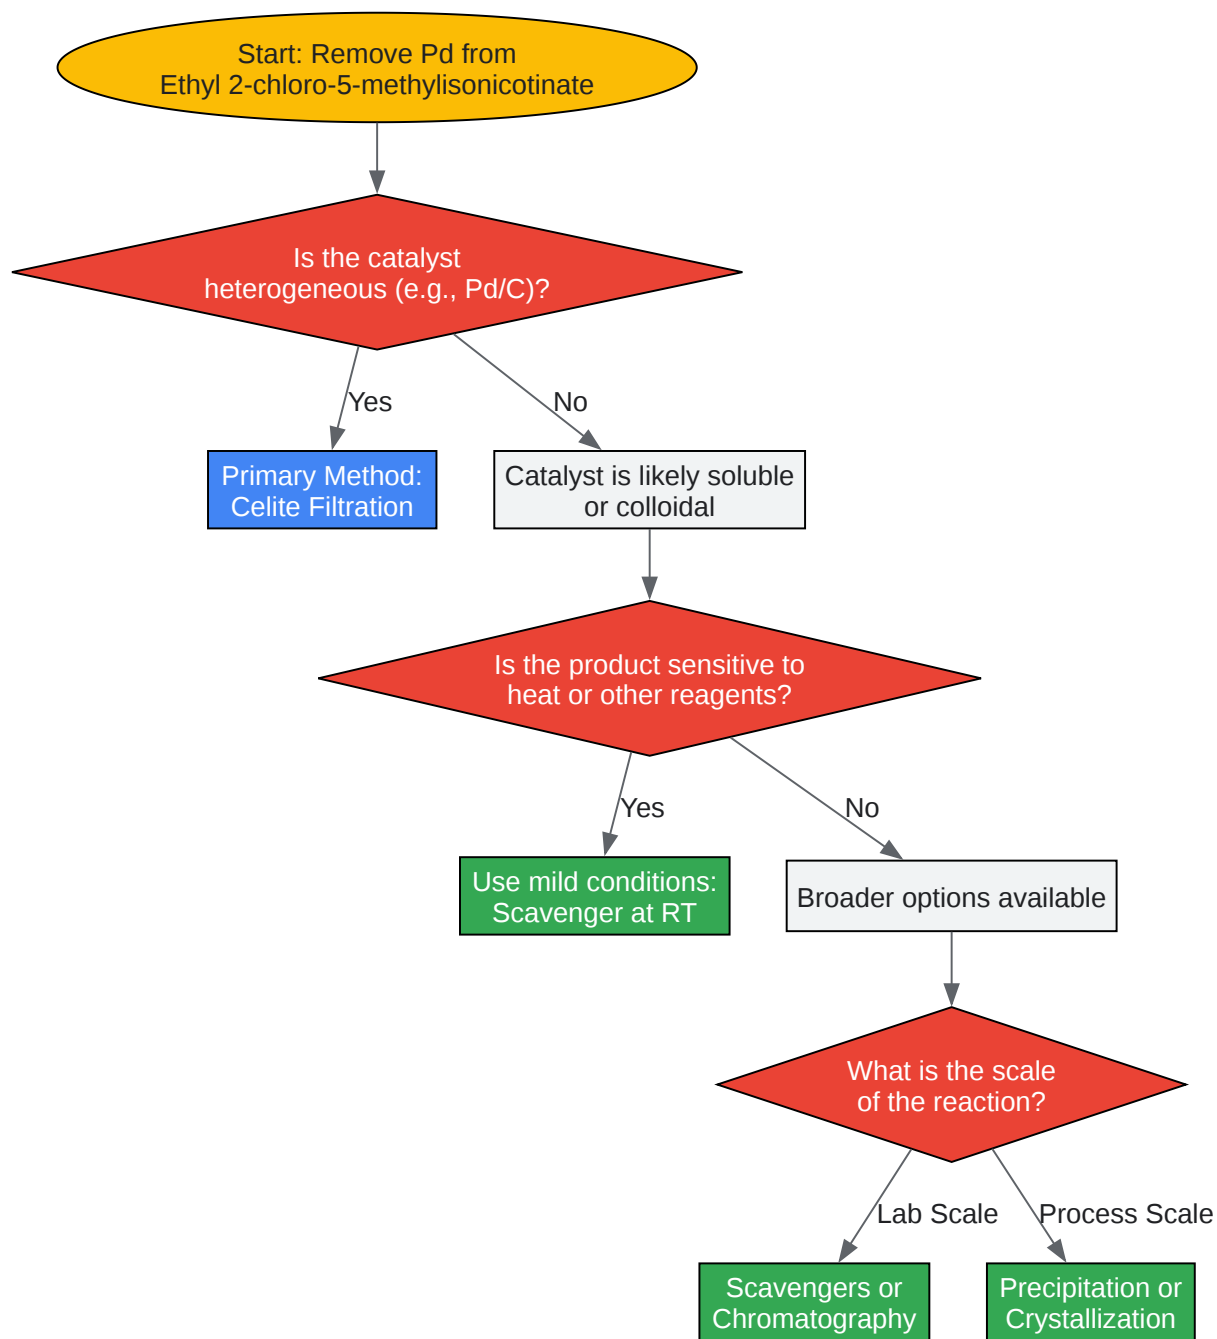 Start: Remove Pd from
Ethyl 2-chloro-5-methylisonicotinate
Is the catalyst
heterogeneous (e.g., Pd/C)?
Yes
No
Primary Method:
Celite Filtration
Catalyst is likely soluble
or colloidal
Is the product sensitive to
heat or other reagents?
Yes
No
Use mild conditions:
Scavenger at RT
Broader options available
What is the scale
of the reaction?
Lab Scale
Process Scale
Scavengers or
Chromatography
Precipitation or
Crystallization